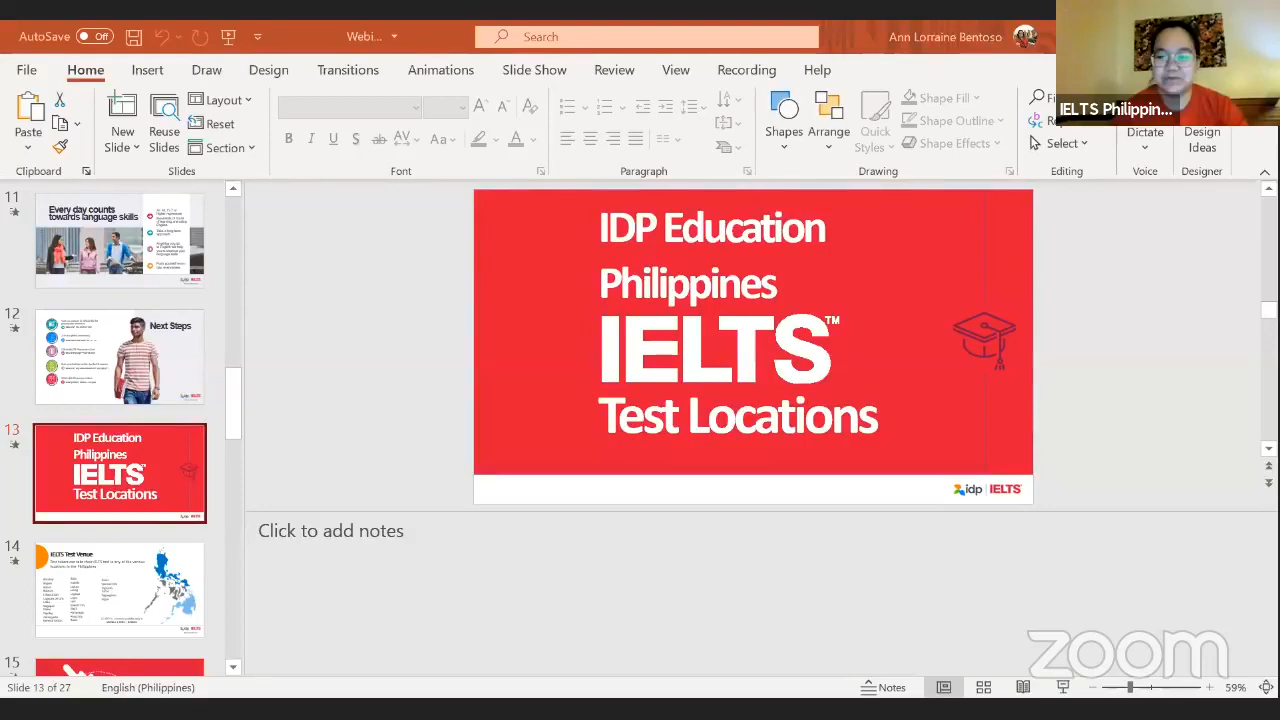 AutoSave Off Webi... Search Ann Lorraine Bentoso
File Home Insert Draw Design Transitions Animations Slide Show Review View Recording Help
IELTS Philippin...
Paste New Slide Reuse Slides Layout Reset Section
Font
B I U S ab AV Aa A
Shapes Arrange Quick Styles Shape Fill Shape Outline Shape Effects
Select Dictate Design Ideas
Clipboard Slides Font Paragraph Drawing Editing Voice Designer
11
Every day counts
towards language skills
12
Next Steps
13
IDP Education
Philippines
IELTS
Test Locations
14
IELTS Test Venue
15
IDP Education
Philippines
IELTS™
Test Locations
idp IELTS
Click to add notes
zoom
Slide 13 of 27 English (Philippines) Notes 59%